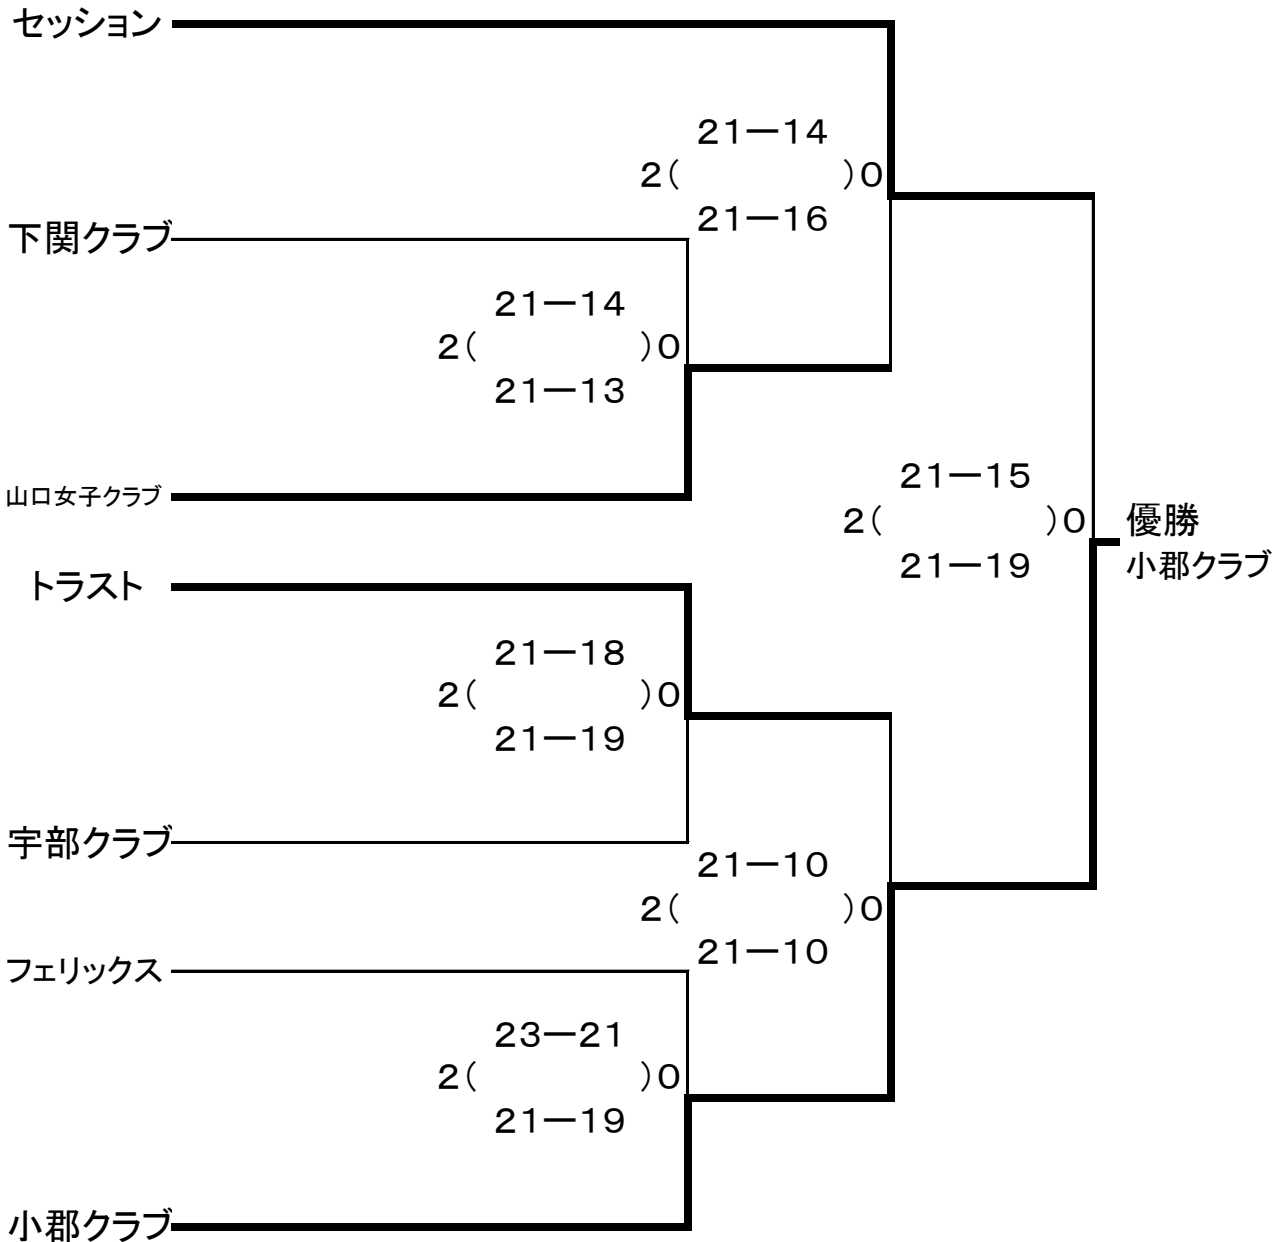 セッション
21ー14
2( )0
21ー16
下関クラブ
21ー14
2( )0
21ー13
山口女子クラブ
21ー15
2( )0
21ー19
優勝
小郡クラブ
トラスト
21ー18
2( )0
21ー19
宇部クラブ
21ー10
2( )0
21ー10
フェリックス
23ー21
2( )0
21ー19
小郡クラブ